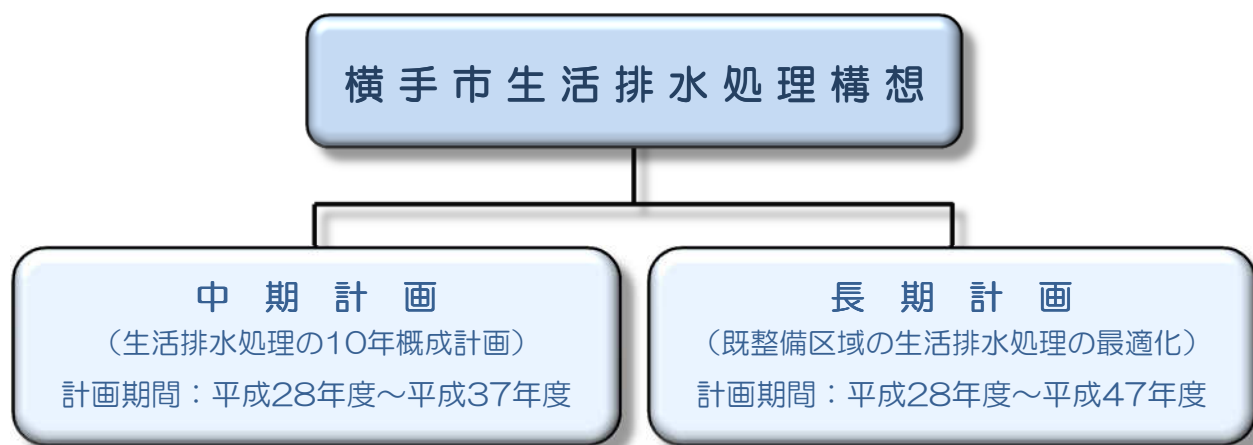 横手市生活排水処理構想
中期計画
（生活排水処理の10年概成計画）
計画期間：平成28年度～平成37年度
長期計画
（既整備区域の生活排水処理の最適化）
計画期間：平成28年度～平成47年度